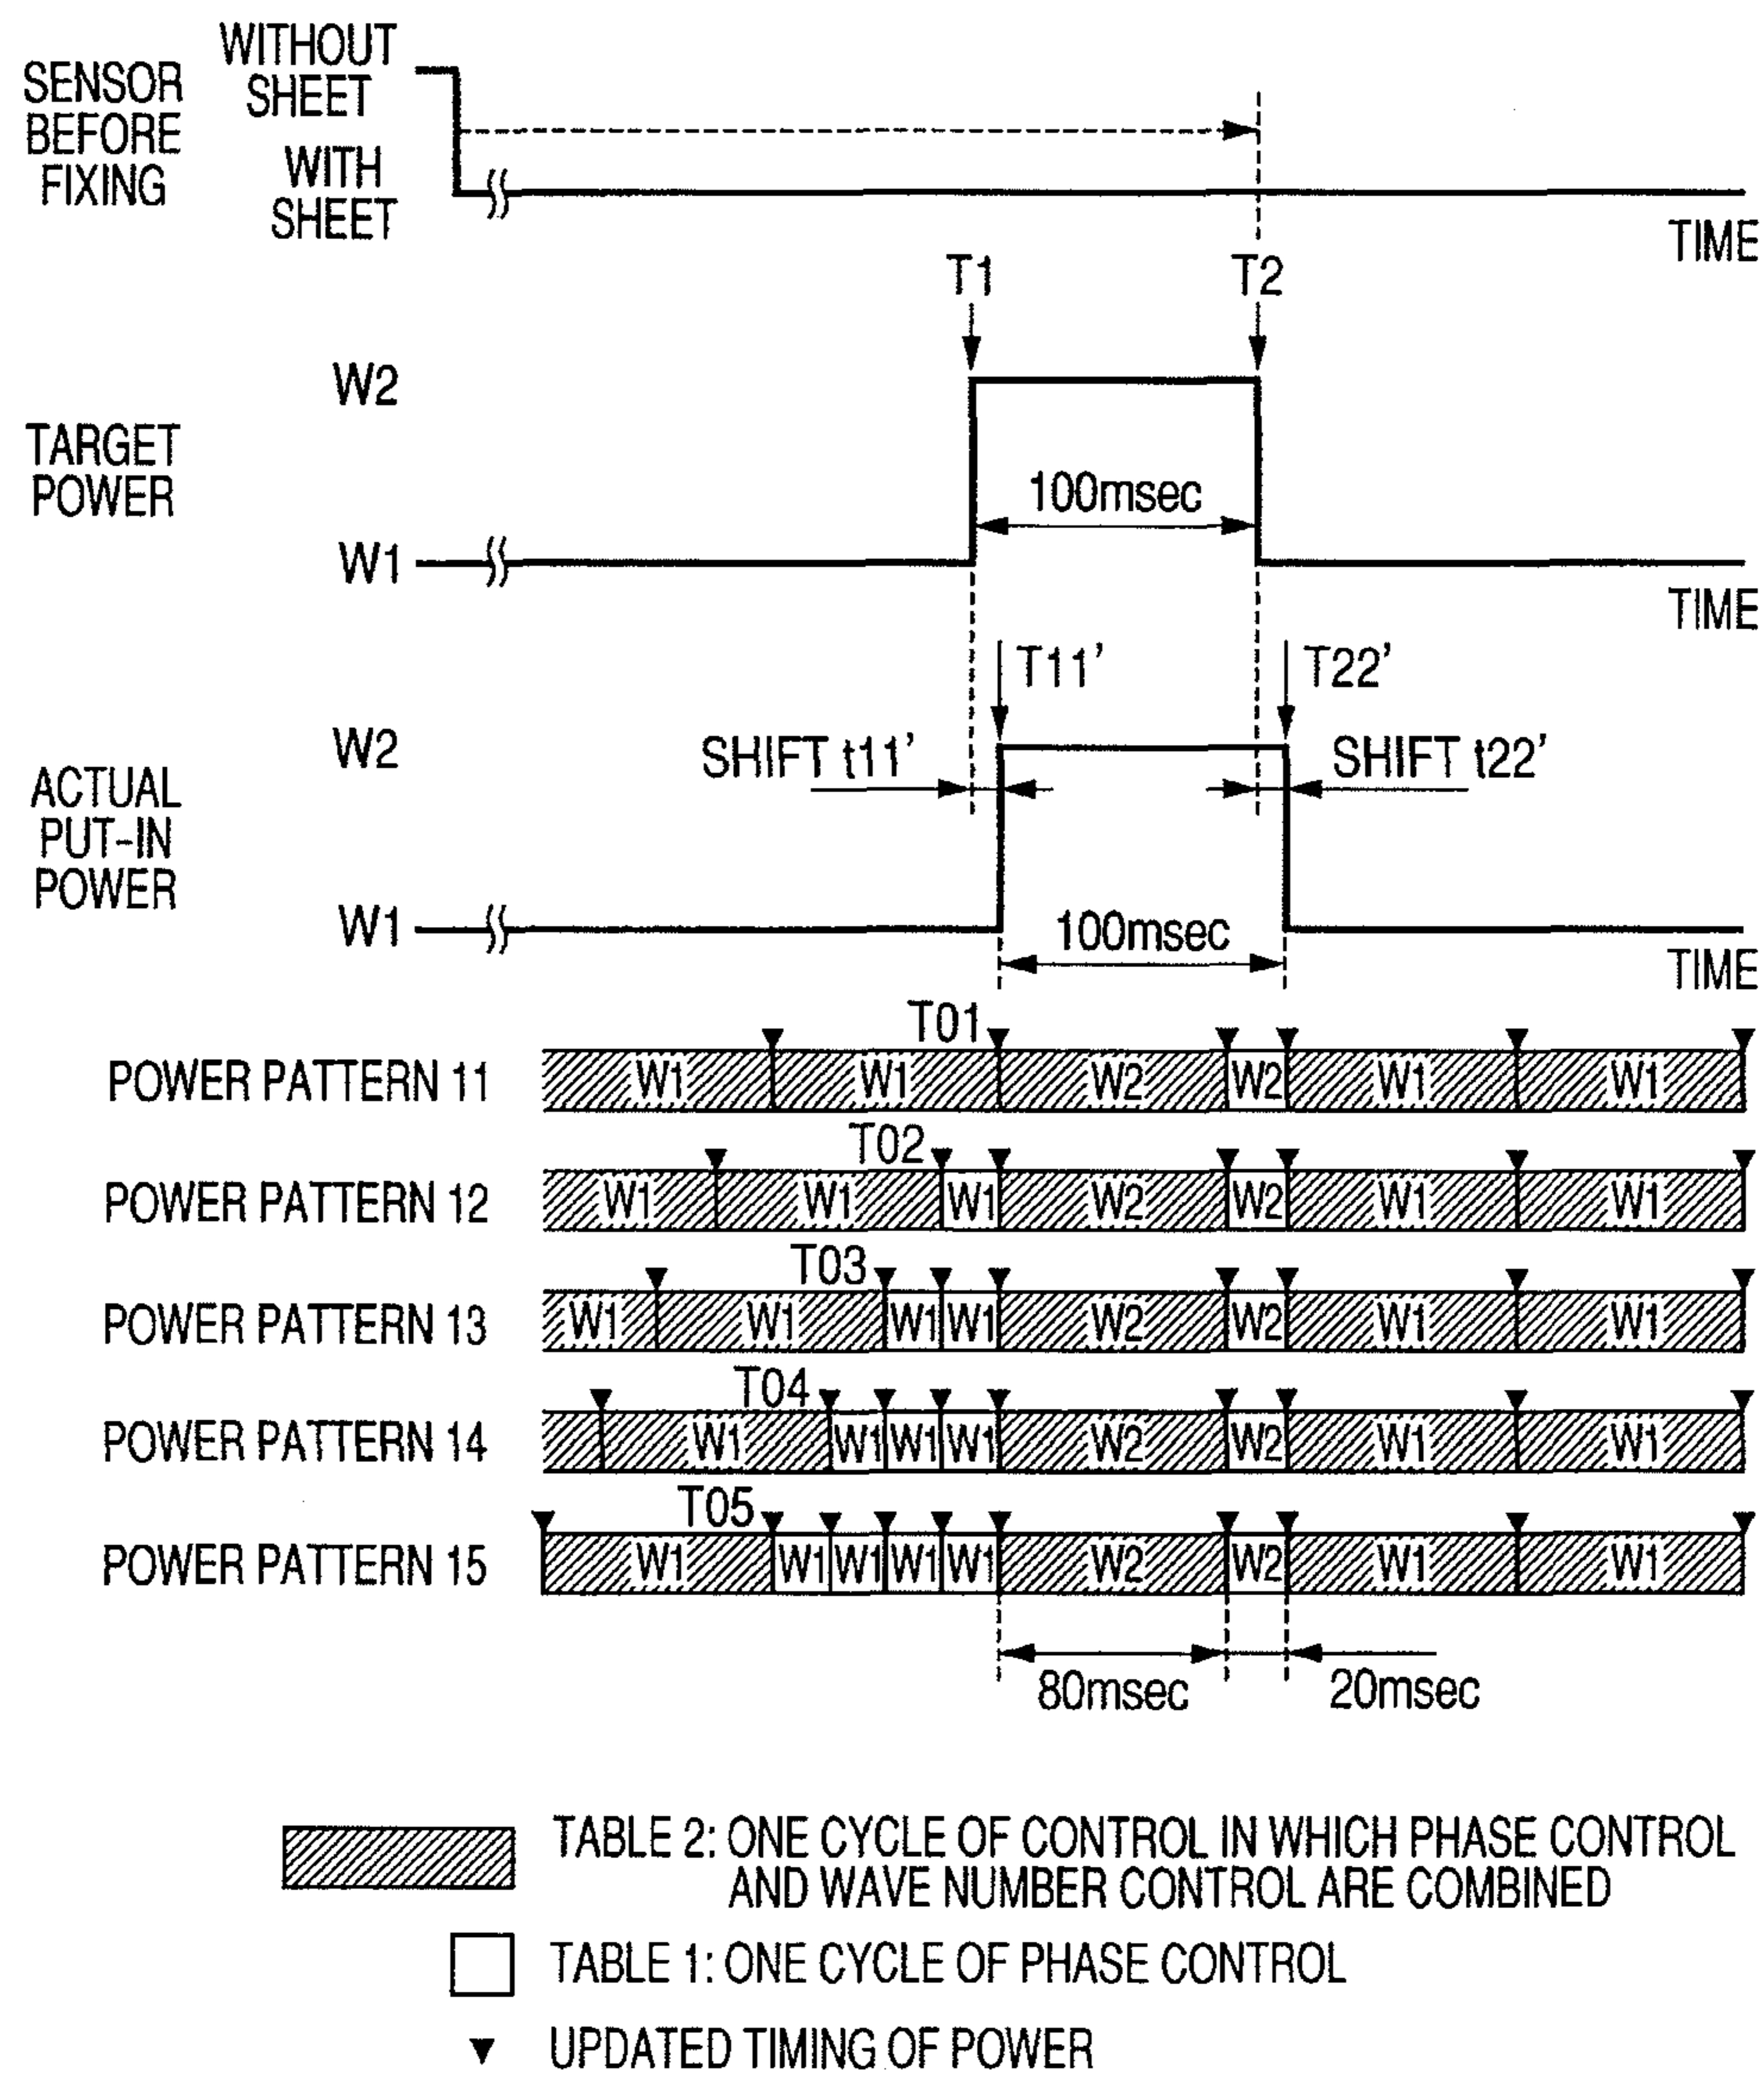 WITHOUT
SHEET
SENSOR
BEFORE
FIXING
WITH
SHEET
TIME
T1
T2
W2
TARGET
POWER
100msec
W1
TIME
T11'
T22'
W2
SHIFT t11'
SHIFT t22'
ACTUAL
PUT-IN
POWER
W1
100msec
TIME
T01
POWER PATTERN 11
W1 W1 W2 W2 W1 W1
T02
POWER PATTERN 12
W1 W1 W1 W2 W2 W1 W1
T03
POWER PATTERN 13
W1 W1 W1 W1 W2 W2 W1 W1
T04
POWER PATTERN 14
W1 W1 W1 W1 W2 W2 W1 W1
T05
POWER PATTERN 15
W1 W1 W1 W1 W1 W2 W2 W1 W1
80msec
20msec
TABLE 2: ONE CYCLE OF CONTROL IN WHICH PHASE CONTROL
AND WAVE NUMBER CONTROL ARE COMBINED
TABLE 1: ONE CYCLE OF PHASE CONTROL
UPDATED TIMING OF POWER